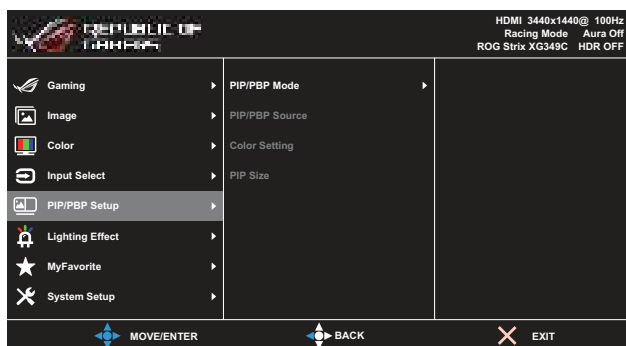 REPUBLIC OF
GAMERS
HDMI 3440x1440@ 100Hz
Racing Mode Aura Off
ROG Strix XG349C HDR OFF
Gaming
Image
Color
Input Select
PIP/PBP Setup
Lighting Effect
MyFavorite
System Setup
PIP/PBP Mode
PIP/PBP Source
Color Setting
PIP Size
MOVE/ENTER
BACK
EXIT